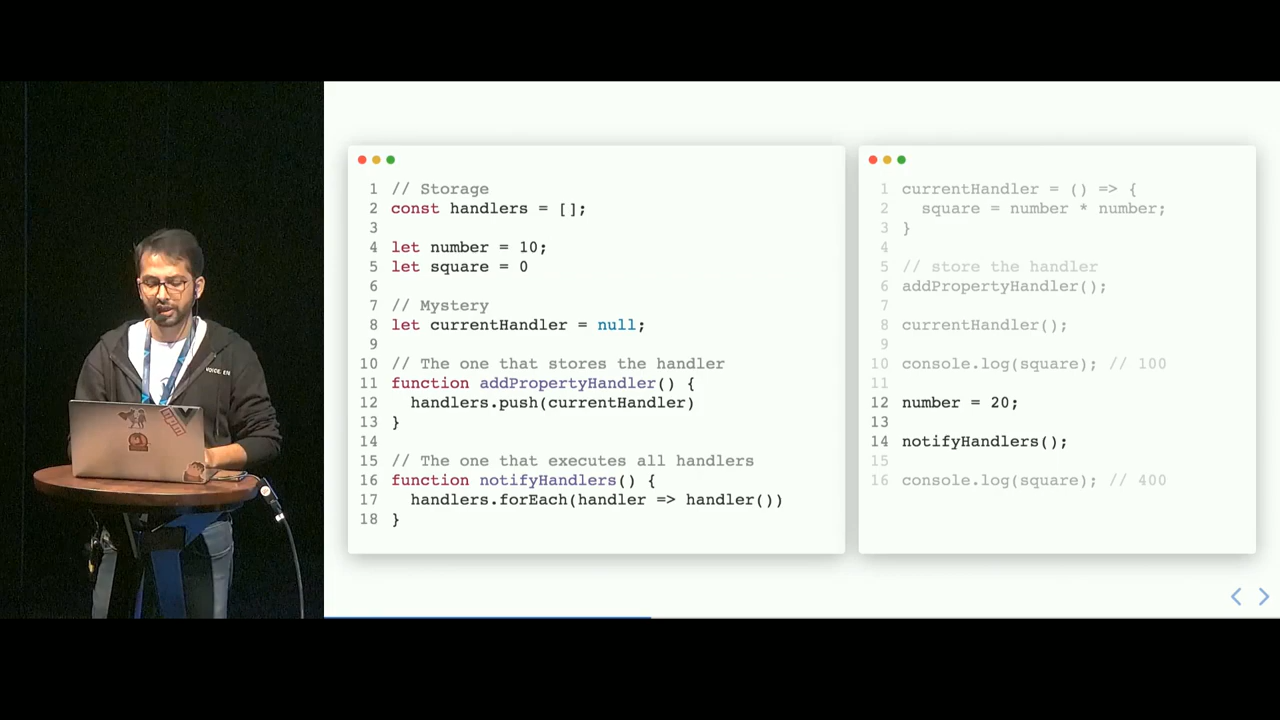 1 // Storage
2 const handlers = [];
3
4 let number = 10;
5 let square = 0
6
7 // Mystery
8 let currentHandler = null;
9
10 // The one that stores the handler
11 function addPropertyHandler() {
12   handlers.push(currentHandler)
13 }
14
15 // The one that executes all handlers
16 function notifyHandlers() {
17   handlers.forEach(handler => handler())
18 }
1 currentHandler = () => {
2   square = number * number;
3 }
4
5 // store the handler
6 addPropertyHandler();
7
8 currentHandler();
9
10 console.log(square); // 100
11
12 number = 20;
13
14 notifyHandlers();
15
16 console.log(square); // 400
VOICE, EN
npm